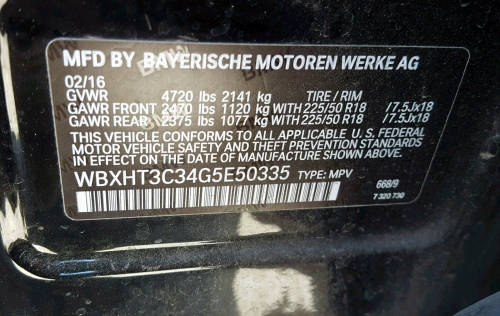 MFD BY BAYERISCHE MOTOREN WERKE AG
02/16
GVWR 4720 lbs 2141 kg TIRE / RIM
GAWR FRONT 2470 lbs 1120 kg WITH 225/50 R18 /7.5Jx18
GAWR REAR 2375 lbs 1077 kg WITH 225/50 R18 /7.5Jx18
THIS VEHICLE CONFORMS TO ALL APPLICABLE U. S. FEDERAL
MOTOR VEHICLE SAFETY AND THEFT PREVENTION STANDARDS
IN EFFECT ON THE DATE OF MANUFACTURE SHOWN ABOVE.
WBXHT3C34G5E50335 TYPE: MPV
668/9
7 320 730